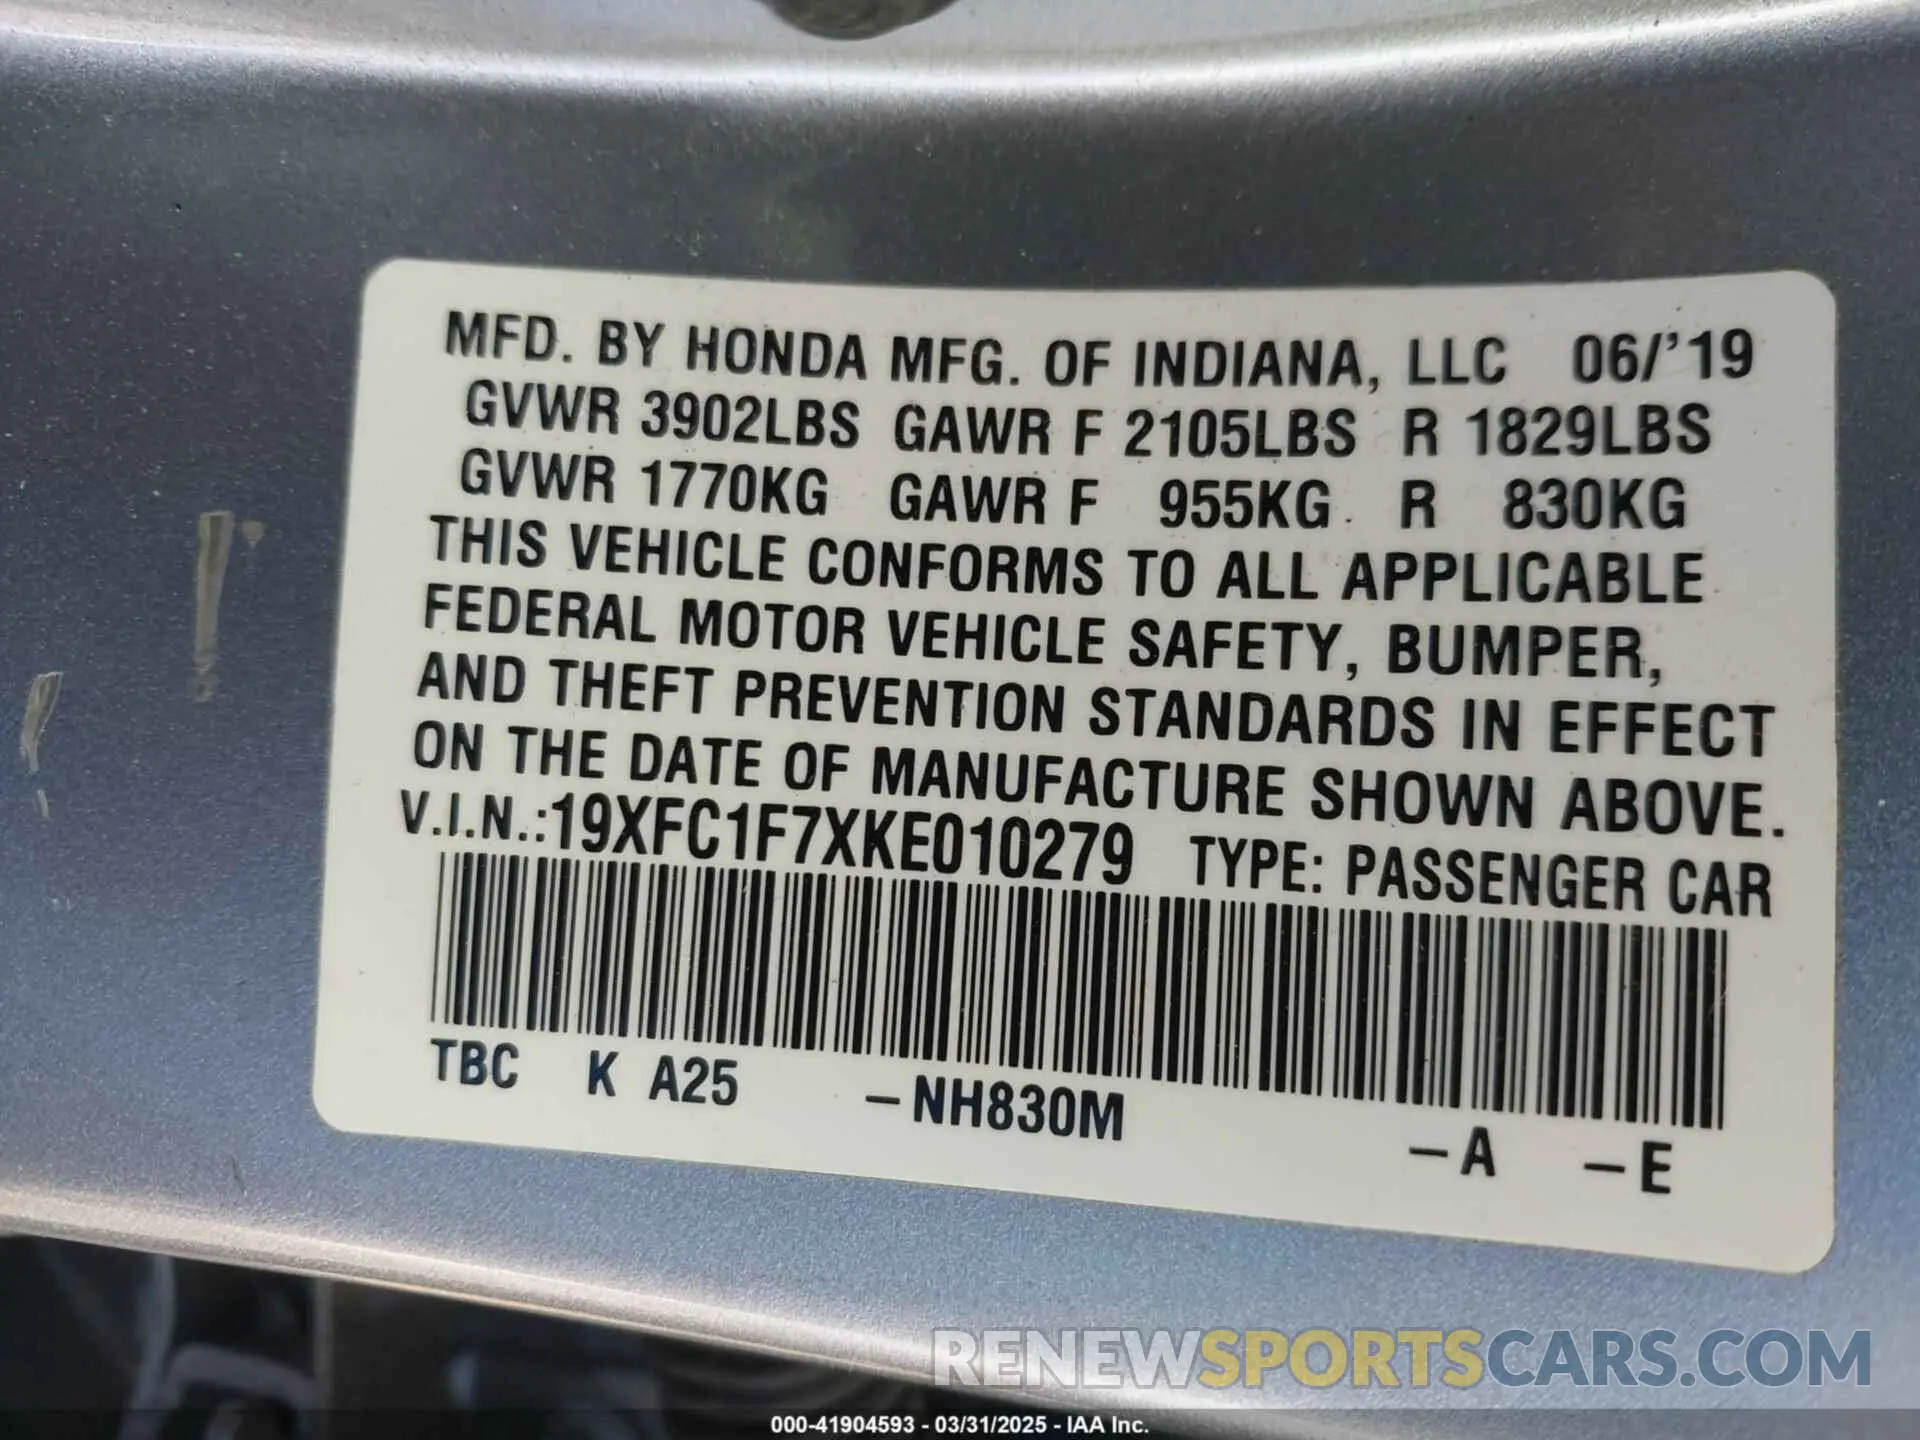 MFD. BY HONDA MFG. OF INDIANA, LLC 06/'19
GVWR 3902LBS GAWR F 2105LBS R 1829LBS
GVWR 1770KG GAWR F 955KG R 830KG
THIS VEHICLE CONFORMS TO ALL APPLICABLE
FEDERAL MOTOR VEHICLE SAFETY, BUMPER,
AND THEFT PREVENTION STANDARDS IN EFFECT
ON THE DATE OF MANUFACTURE SHOWN ABOVE.
V.I.N.:19XFC1F7XKE010279 TYPE: PASSENGER CAR
TBC K A25 -NH830M -A -E
RENEWSPORTSCARS.COM
000-41904593 - 03/31/2025 - IAA Inc.